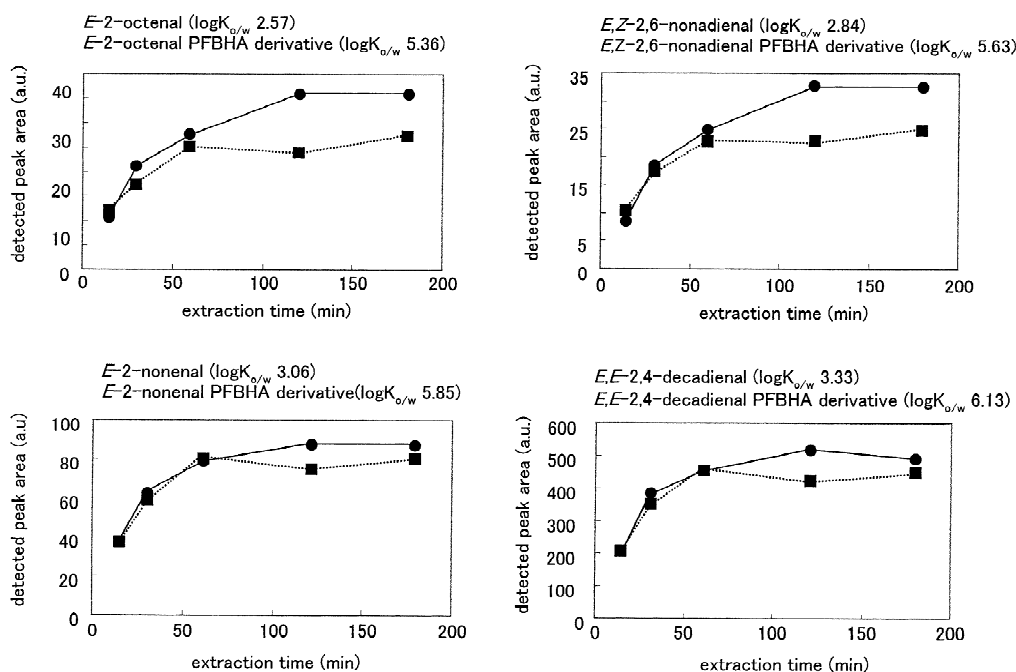 E-2-octenal (logKo/w 2.57)
E-2-octenal PFBHA derivative (logKo/w 5.36)
detected peak area (a.u.)
40
30
20
10
0
0 50 100 150 200
extraction time (min)
E,Z-2,6-nonadienal (logKo/w 2.84)
E,Z-2,6-nonadienal PFBHA derivative (logKo/w 5.63)
detected peak area (a.u.)
35
25
15
5
0
0 50 100 150 200
extraction time (min)
E-2-nonenal (logKo/w 3.06)
E-2-nonenal PFBHA derivative(logKo/w 5.85)
detected peak area (a.u)
100
80
60
40
20
0
0 50 100 150 200
extraction time (min)
E,E-2,4-decadienal (logKo/w 3.33)
E,E-2,4-decadienal PFBHA derivative (logKo/w 6.13)
detected peak area (a.u.)
600
500
400
300
200
100
0
0 50 100 150 200
extraction time (min)